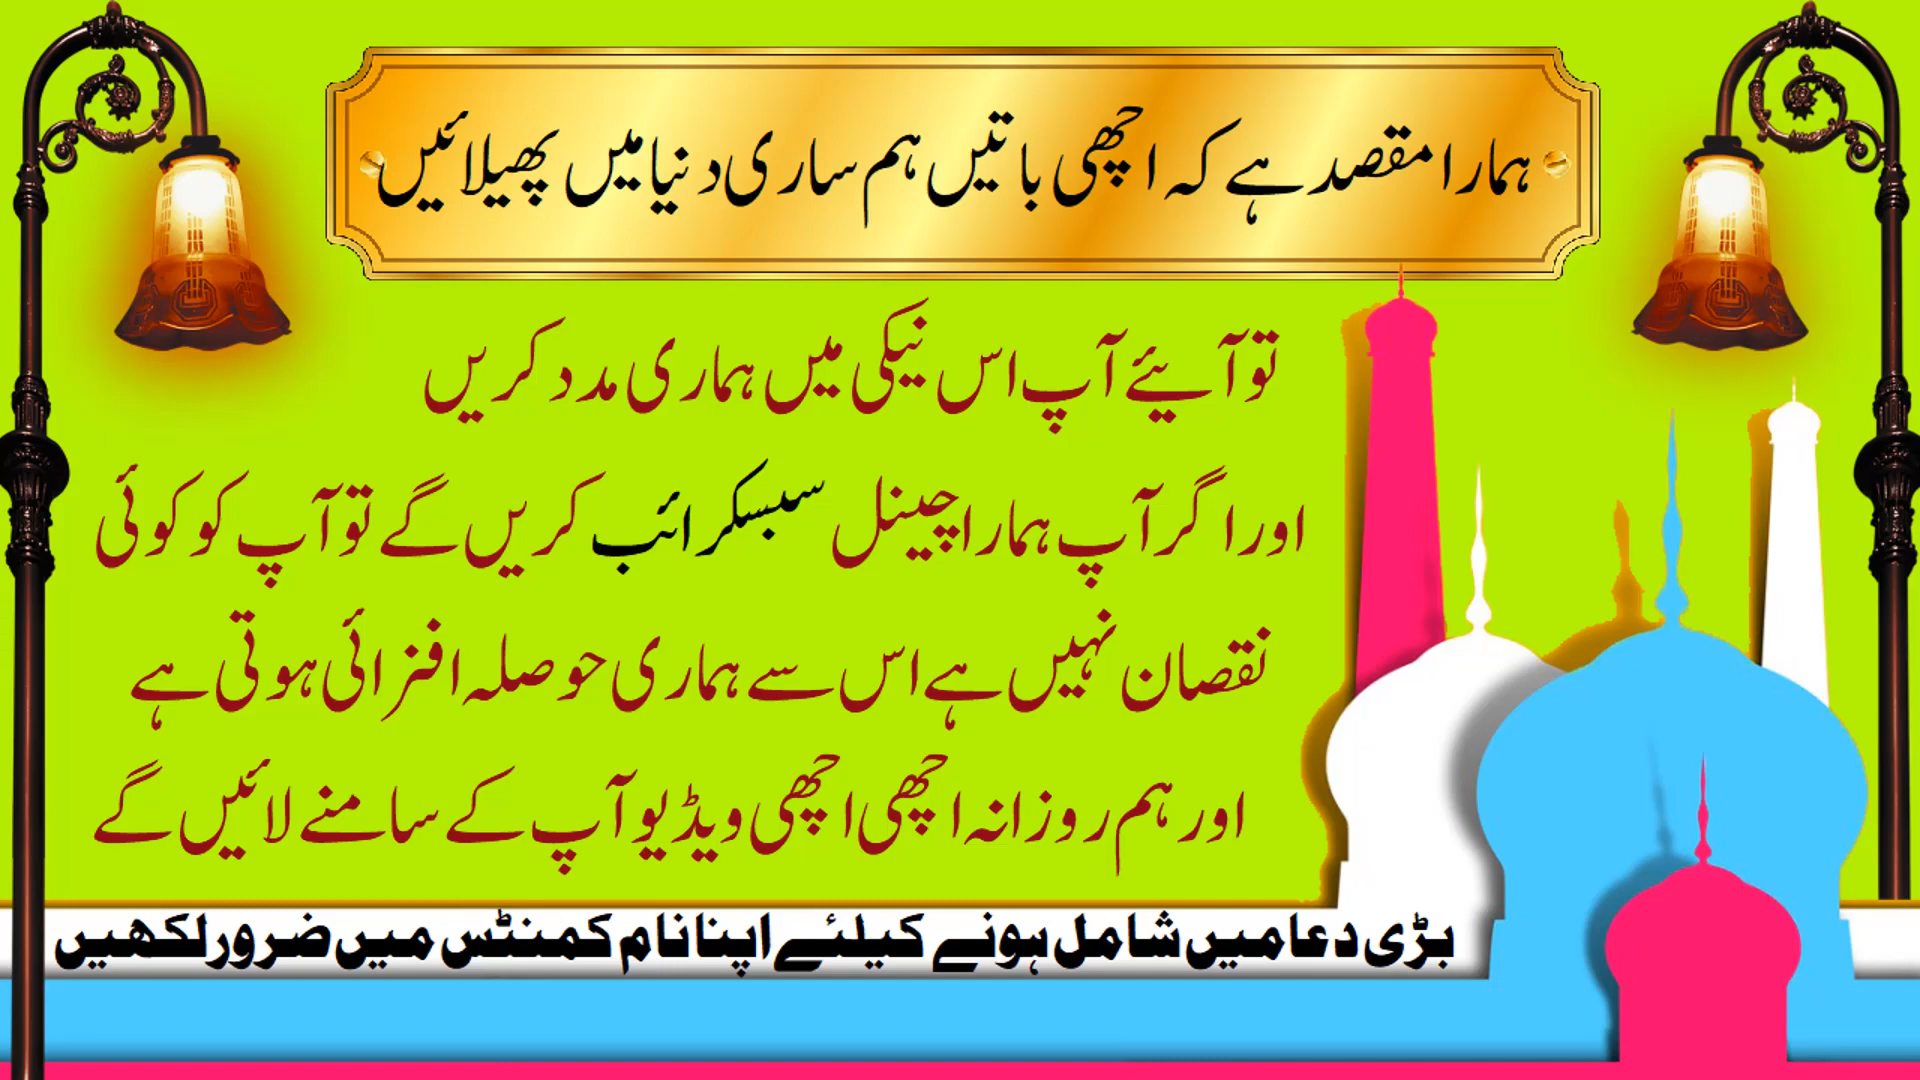 ہمارا مقصد ہے کہ اچھی باتیں ہم ساری دنیا میں پھیلائیں
تو آیئے آپ اس نیکی میں ہماری مدد کریں
اور اگر آپ ہمارا چینل سبسکرائب کریں گے تو آپ کو کوئی
نقصان نہیں ہے اس سے ہماری حوصلہ افزائی ہوتی ہے
اور ہم روزانہ اچھی اچھی ویڈیو آپ کے سامنے لائیں گے
بڑی دعا میں شامل ہونے کیلئے اپنا نام کمنٹس میں ضرور لکھیں